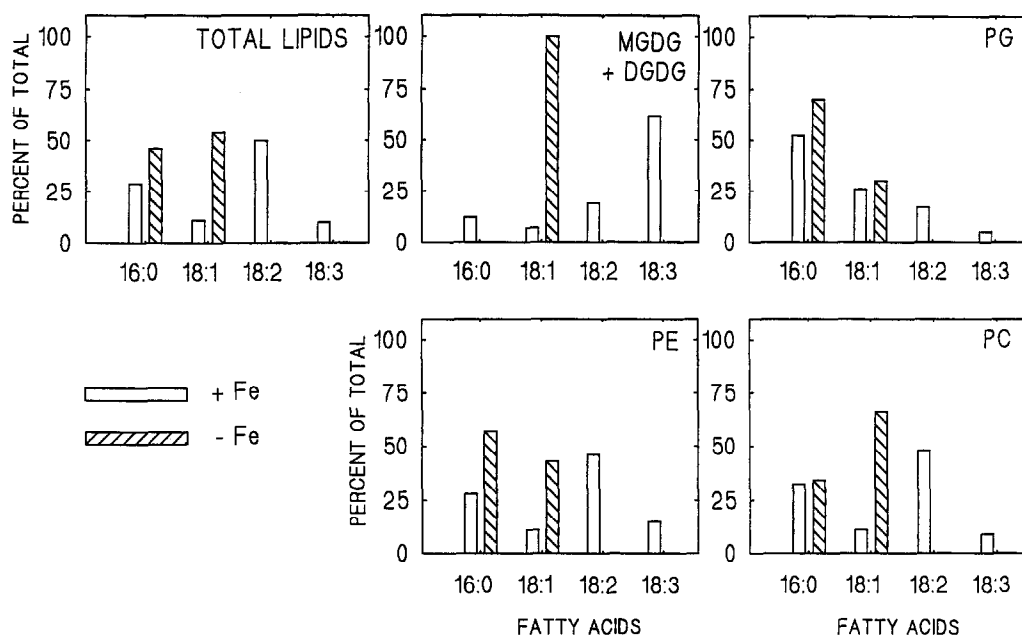 PERCENT OF TOTAL
100
75
50
25
0
TOTAL LIPIDS
16:0 18:1 18:2 18:3
100
75
50
25
0
MGDG
+ DGDG
16:0 18:1 18:2 18:3
100
75
50
25
0
PG
16:0 18:1 18:2 18:3
+ Fe
- Fe
PERCENT OF TOTAL
100
75
50
25
0
PE
16:0 18:1 18:2 18:3
FATTY ACIDS
100
75
50
25
0
PC
16:0 18:1 18:2 18:3
FATTY ACIDS